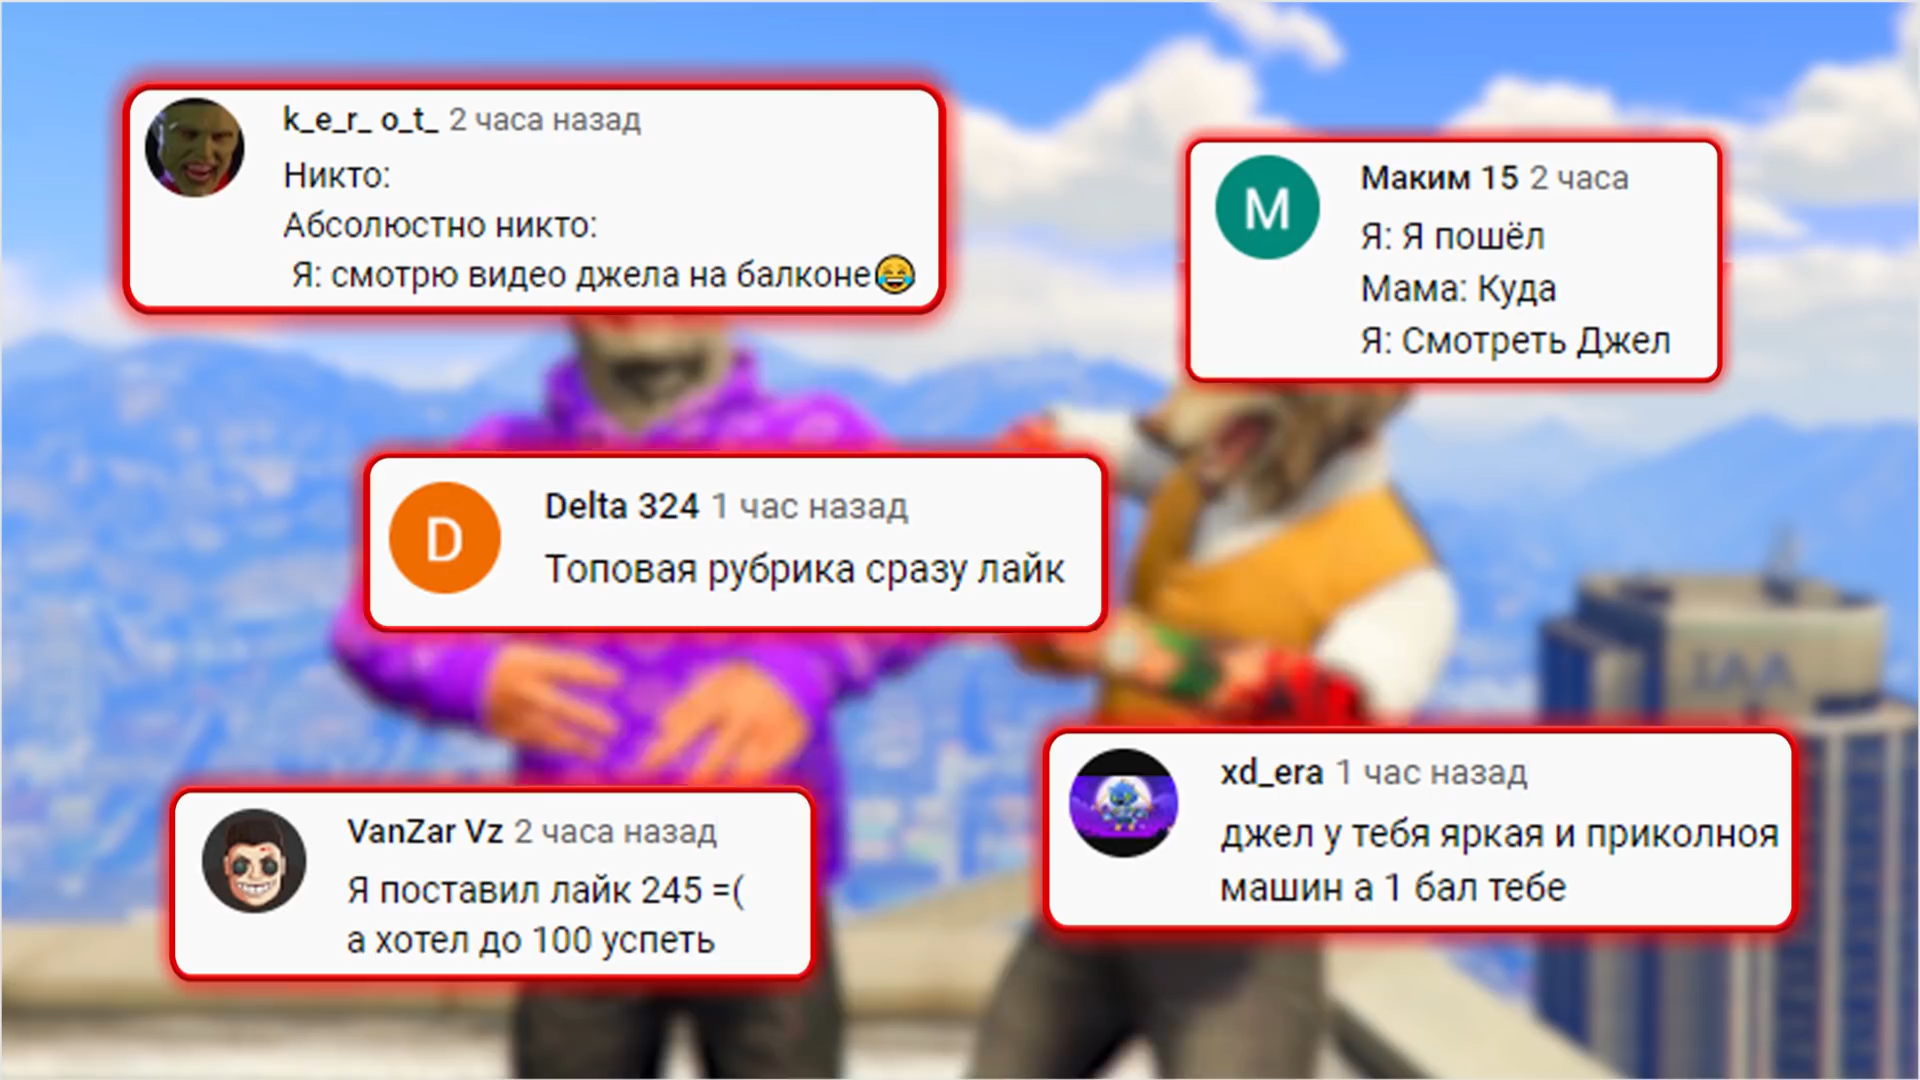 k_e_r_ o_t_ 2 часа назад
Никто:
Абсолюстно никто:
Я: смотрю видео джела на балконе😂
Маким 15 2 часа
Я: Я пошёл
Мама: Куда
Я: Смотреть Джел
M
Delta 324 1 час назад
Топовая рубрика сразу лайк
D
VanZar Vz 2 часа назад
Я поставил лайк 245 =(
а хотел до 100 успеть
xd_era 1 час назад
джел у тебя яркая и приколноя
машин а 1 бал тебе
IAA